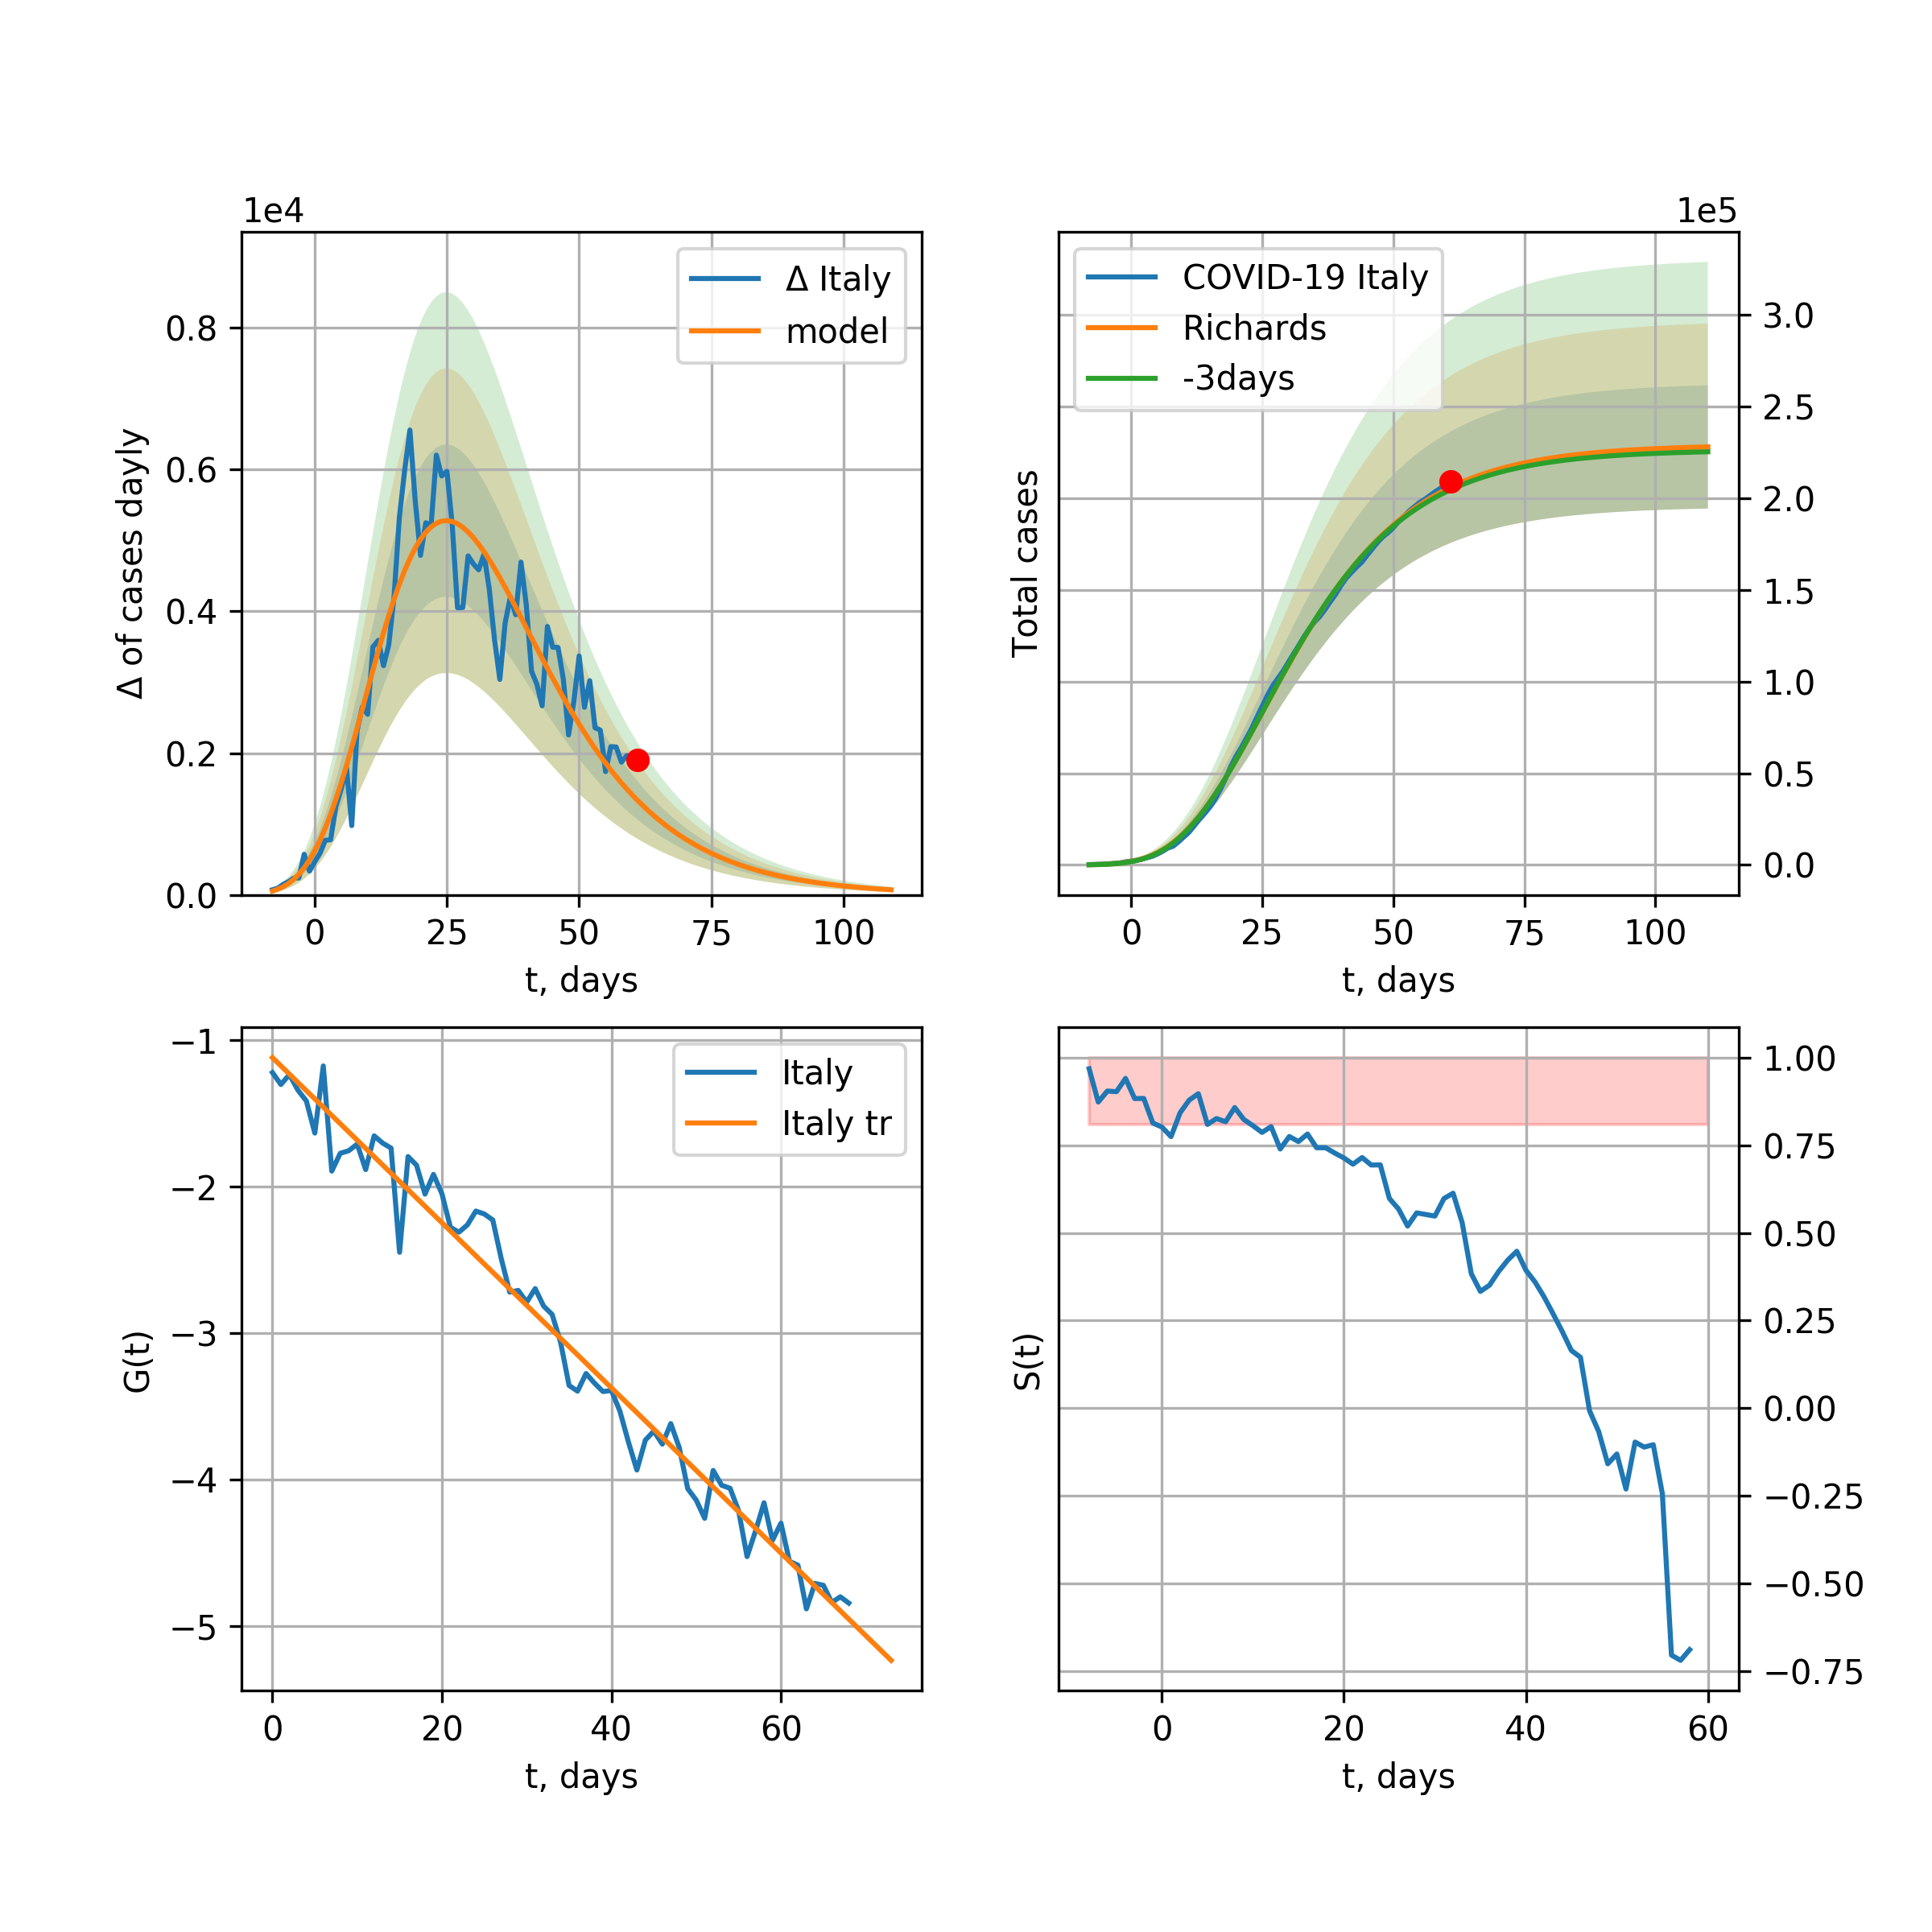 1e4
Δ of cases dayly
0.8
0.6
0.4
0.2
0.0
0 25 50 75 100
t, days
Δ Italy
model
1e5
Total cases
3.0
2.5
2.0
1.5
1.0
0.5
0.0
0 25 50 75 100
t, days
COVID-19 Italy
Richards
-3days
G(t)
−1
−2
−3
−4
−5
0 20 40 60
t, days
Italy
Italy tr
S(t)
1.00
0.75
0.50
0.25
0.00
−0.25
−0.50
−0.75
0 20 40 60
t, days